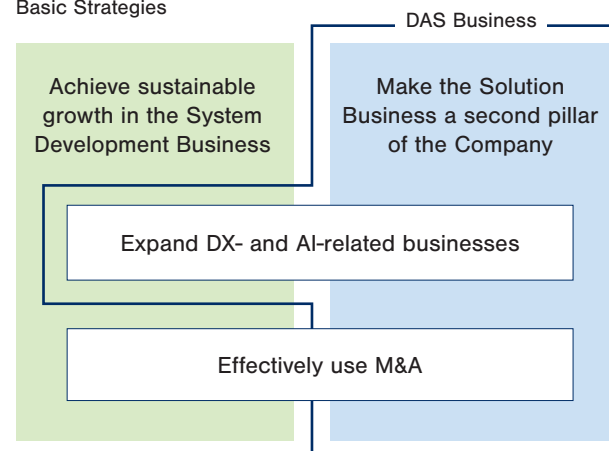 Basic Strategies
DAS Business
Achieve sustainable
growth in the System
Development Business
Make the Solution
Business a second pillar
of the Company
Expand DX- and AI-related businesses
Effectively use M&A